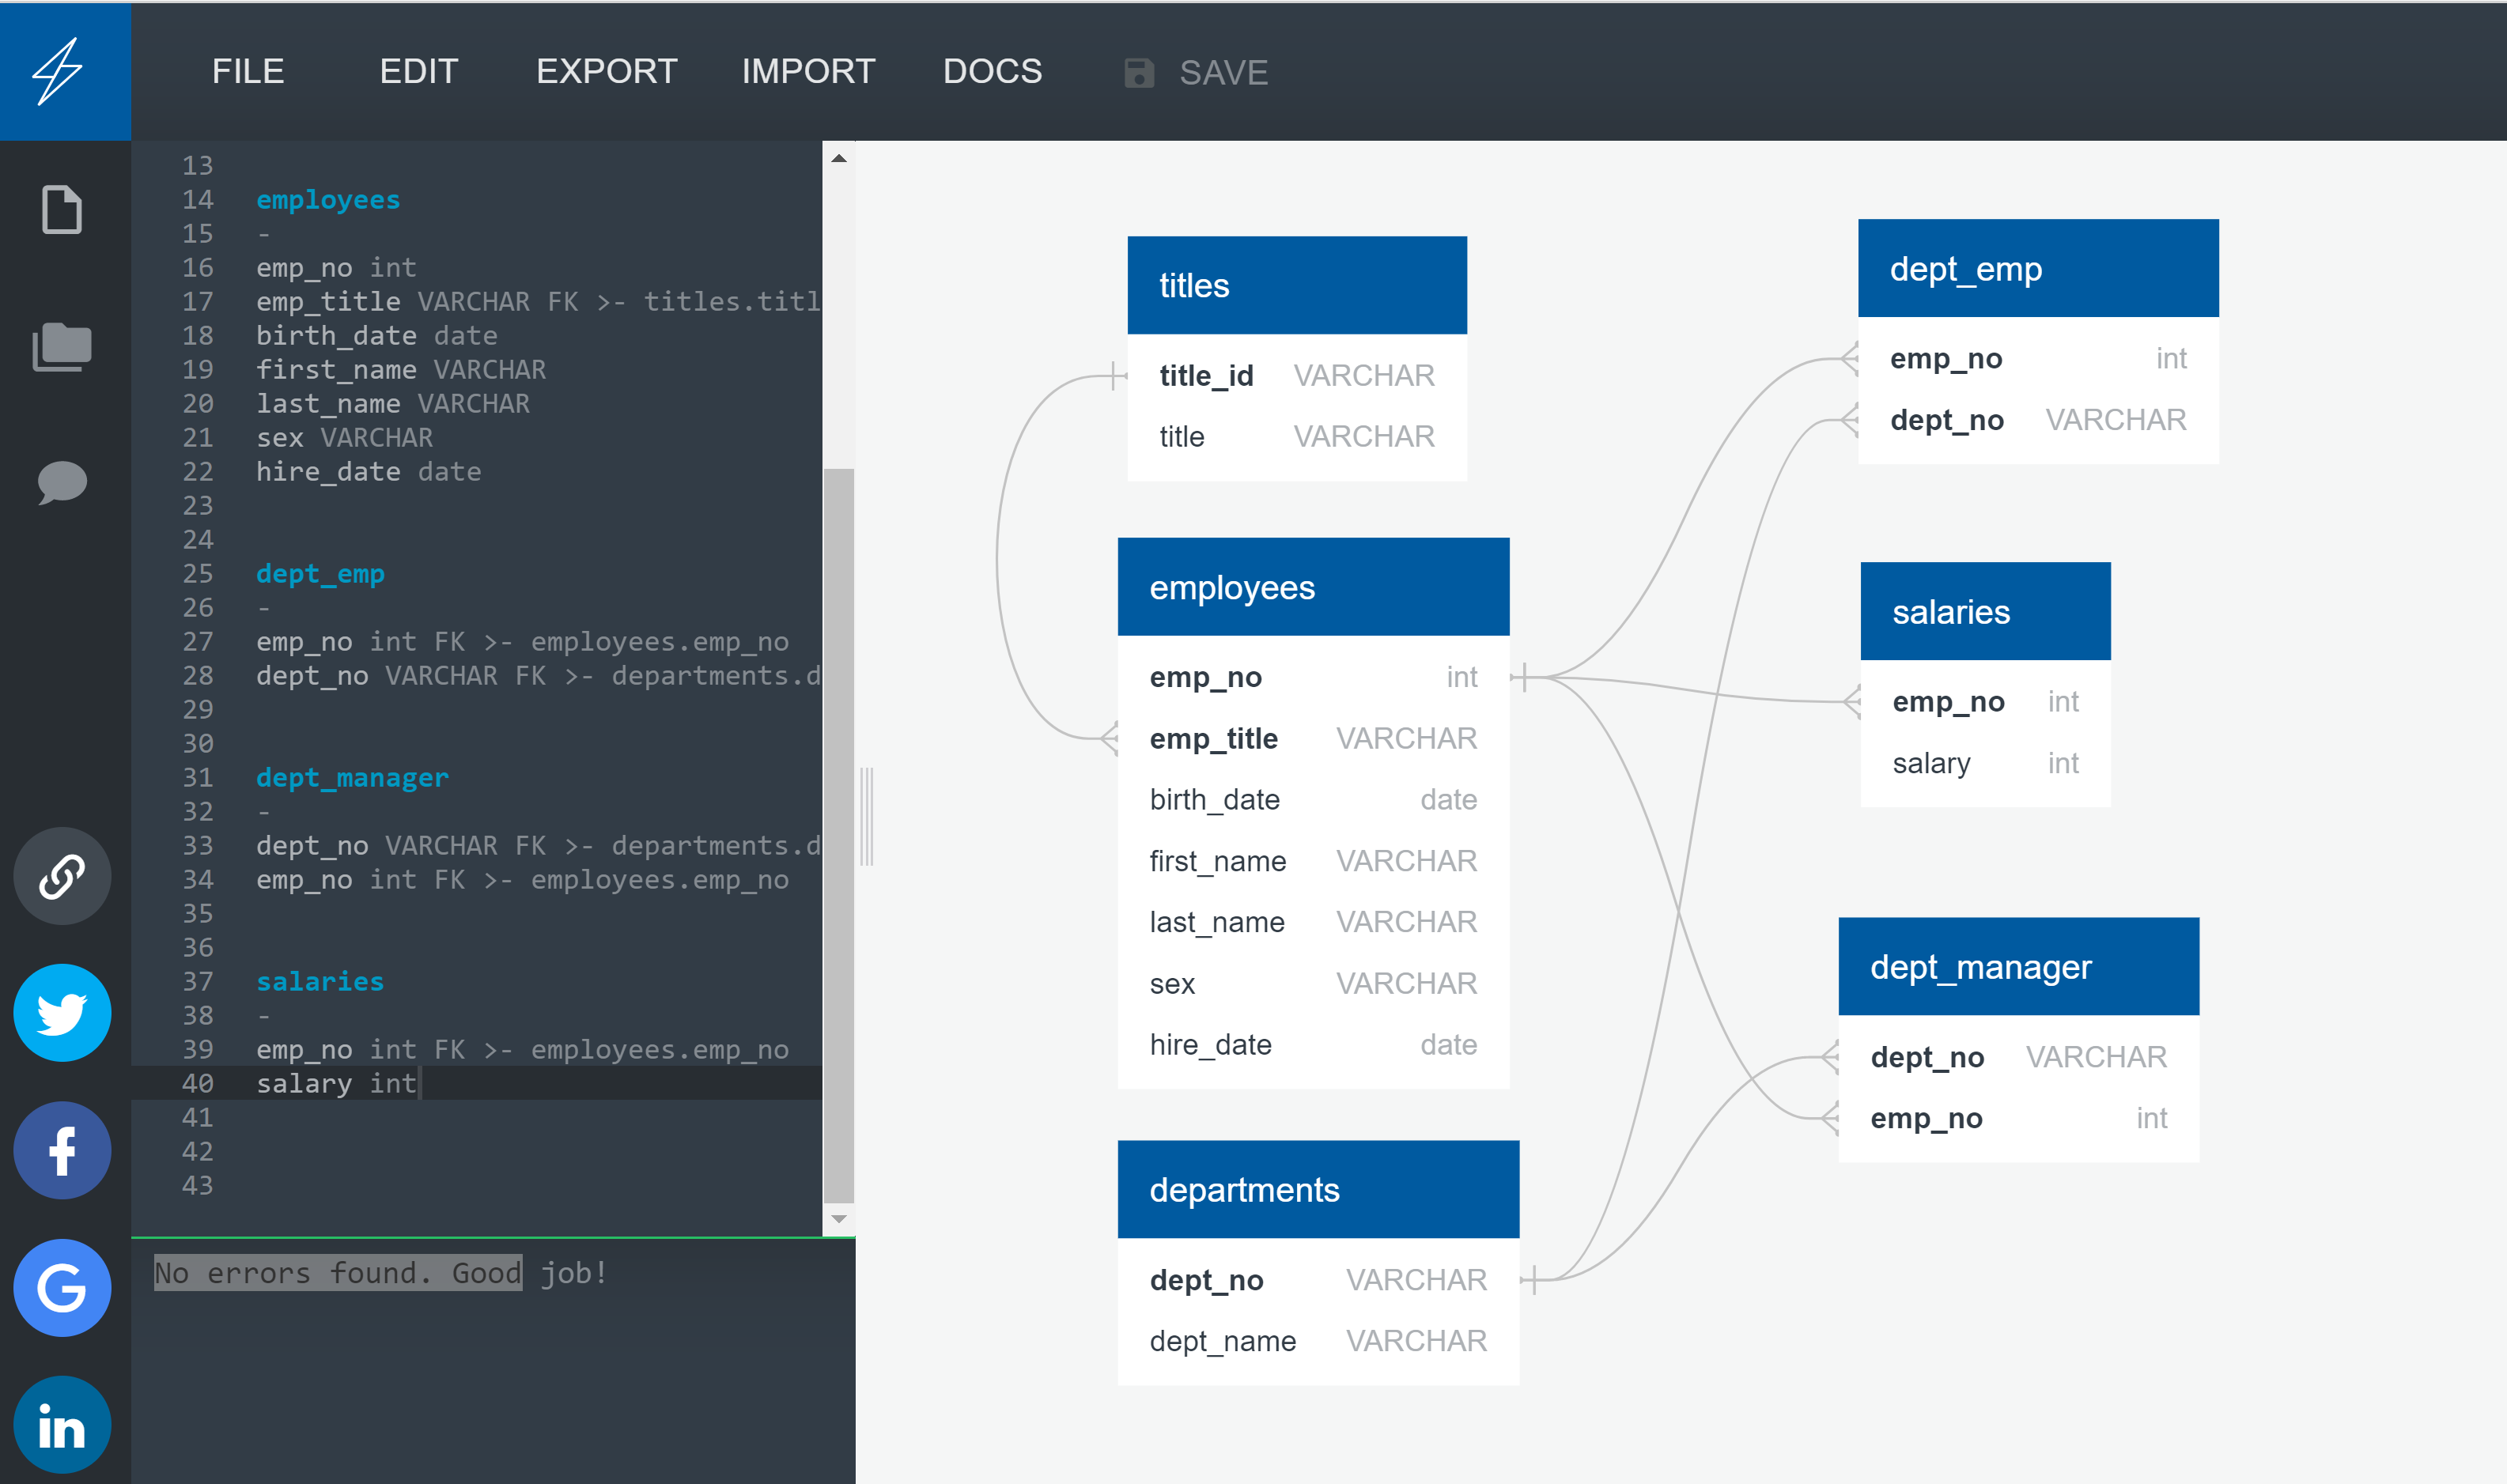 FILE EDIT EXPORT IMPORT DOCS SAVE
13
14 employees
15 -
16 emp_no int
17 emp_title VARCHAR FK >- titles.titl
18 birth_date date
19 first_name VARCHAR
20 last_name VARCHAR
21 sex VARCHAR
22 hire_date date
23
24
25 dept_emp
26 -
27 emp_no int FK >- employees.emp_no
28 dept_no VARCHAR FK >- departments.d
29
30
31 dept_manager
32 -
33 dept_no VARCHAR FK >- departments.d
34 emp_no int FK >- employees.emp_no
35
36
37 salaries
38 -
39 emp_no int FK >- employees.emp_no
40 salary int
41
42
43
No errors found. Good job!
titles
title_id VARCHAR
title VARCHAR
employees
emp_no int
emp_title VARCHAR
birth_date date
first_name VARCHAR
last_name VARCHAR
sex VARCHAR
hire_date date
departments
dept_no VARCHAR
dept_name VARCHAR
dept_emp
emp_no int
dept_no VARCHAR
salaries
emp_no int
salary int
dept_manager
dept_no VARCHAR
emp_no int
f
G
in